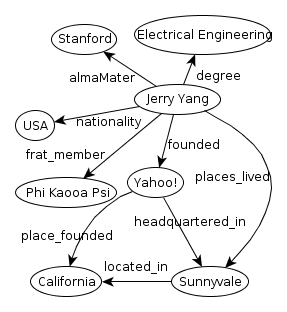 Stanford
Electrical Engineering
almaMater
degree
Jerry Yang
USA
nationality
founded
frat_member
places_lived
Phi Kaooa Psi
Yahoo!
headquartered_in
place_founded
located_in
California
Sunnyvale